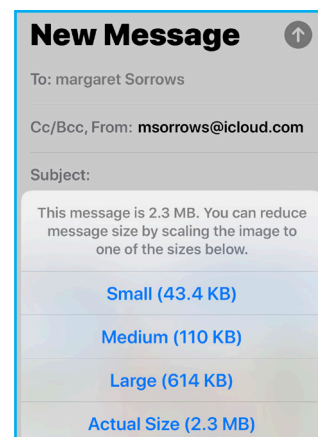 New Message
To: margaret Sorrows
Cc/Bcc, From: msorrows@icloud.com
Subject:
This message is 2.3 MB. You can reduce
message size by scaling the image to
one of the sizes below.
Small (43.4 KB)
Medium (110 KB)
Large (614 KB)
Actual Size (2.3 MB)